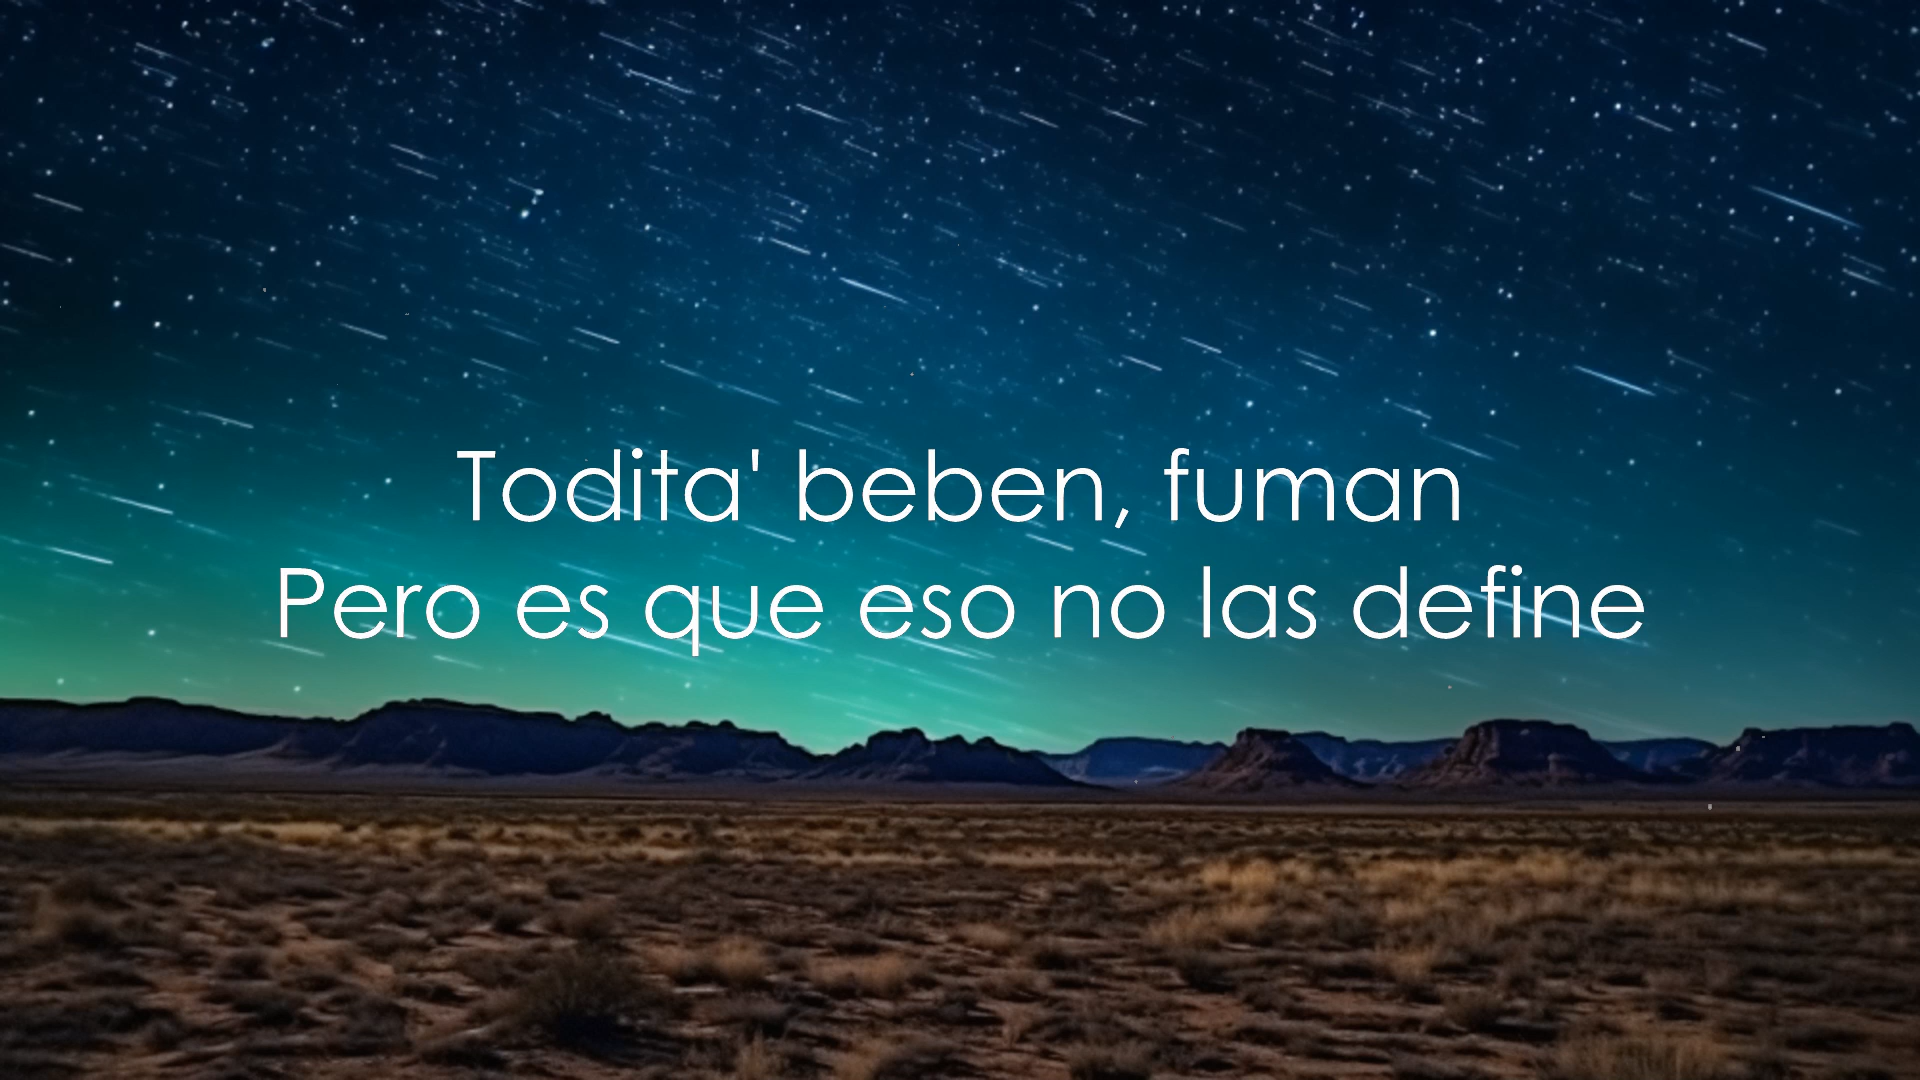 Todita' beben, fuman
Pero es que eso no las define